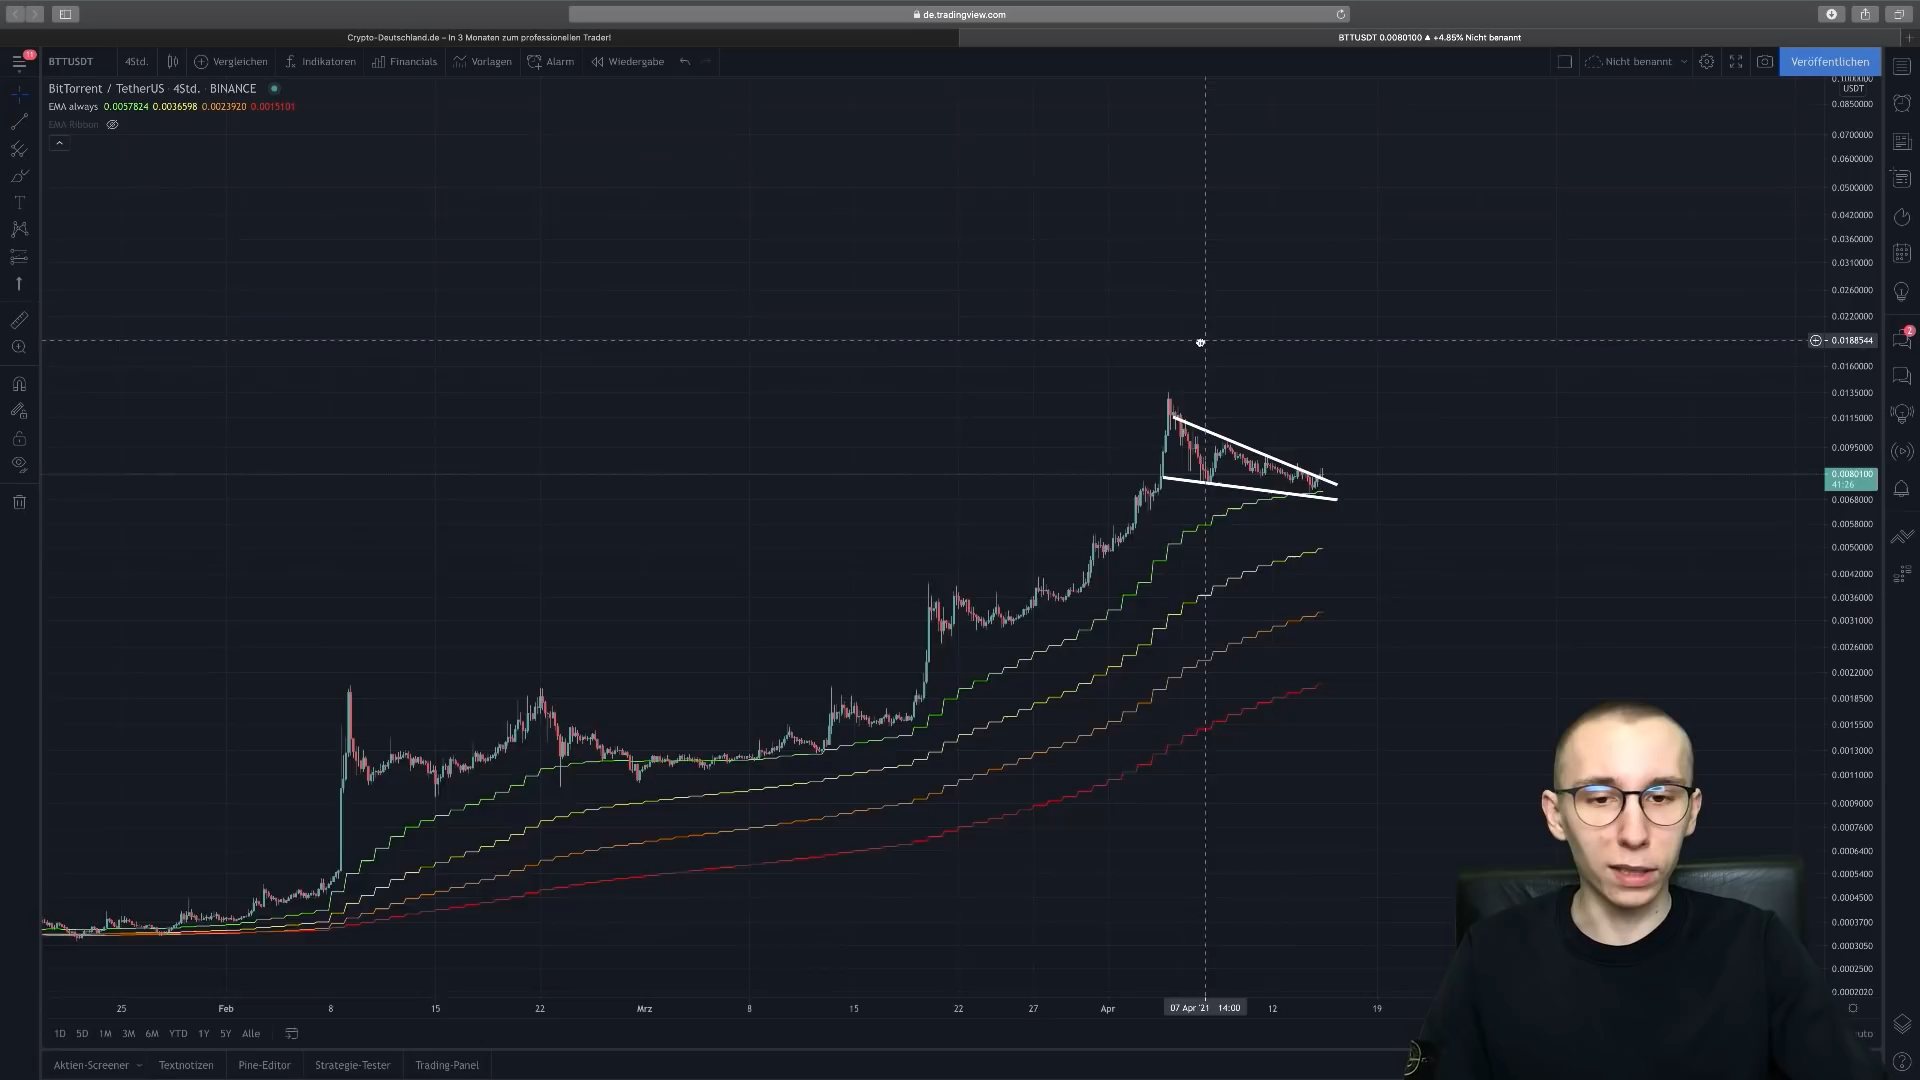 de.tradingview.com
Crypto-Deutschland.de – In 3 Monaten zum professionellen Trader!
BTTUSDT 0.0080100 ▲ +4.85% Nicht benannt
11
BTTUSDT
4Std.
Vergleichen
Indikatoren
Financials
Vorlagen
Alarm
Wiedergabe
Nicht benannt
Veröffentlichen
BitTorrent / TetherUS · 4Std. · BINANCE
EMA always 0.0057824 0.0036598 0.0023920 0.0015101
EMA Ribbon
0.1000000
USDT
0.0850000
0.0700000
0.0600000
0.0500000
0.0420000
0.0360000
0.0310000
0.0260000
0.0220000
0.0188544
2
0.0160000
0.0135000
0.0115000
0.0095000
0.0080100
41:26
0.0068000
0.0058000
0.0050000
0.0042000
0.0036000
0.0031000
0.0026000
0.0022000
0.0018500
0.0015500
0.0013000
0.0011000
0.0009000
0.0007600
0.0006400
0.0005400
0.0004500
0.0003700
0.0003050
0.0002500
0.0002020
25
Feb
8
15
22
Mrz
8
15
22
27
Apr
07 Apr '21 14:00
12
19
1D
5D
1M
3M
6M
YTD
1Y
5Y
Alle
Aktien-Screener
Textnotizen
Pine-Editor
Strategie-Tester
Trading-Panel